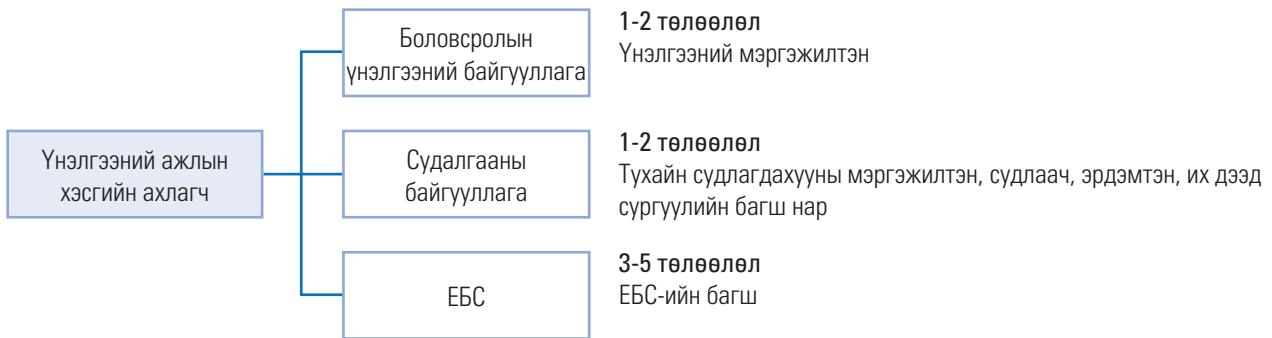 Боловсролын
үнэлгээний байгууллага
1-2 төлөөлөл
Үнэлгээний мэргэжилтэн
Үнэлгээний ажлын
хэсгийн ахлагч
Судалгааны
байгууллага
1-2 төлөөлөл
Тухайн судлагдахууны мэргэжилтэн, судлаач, эрдэмтэн, их дээд
сургуулийн багш нар
ЕБС
3-5 төлөөлөл
ЕБС-ийн багш